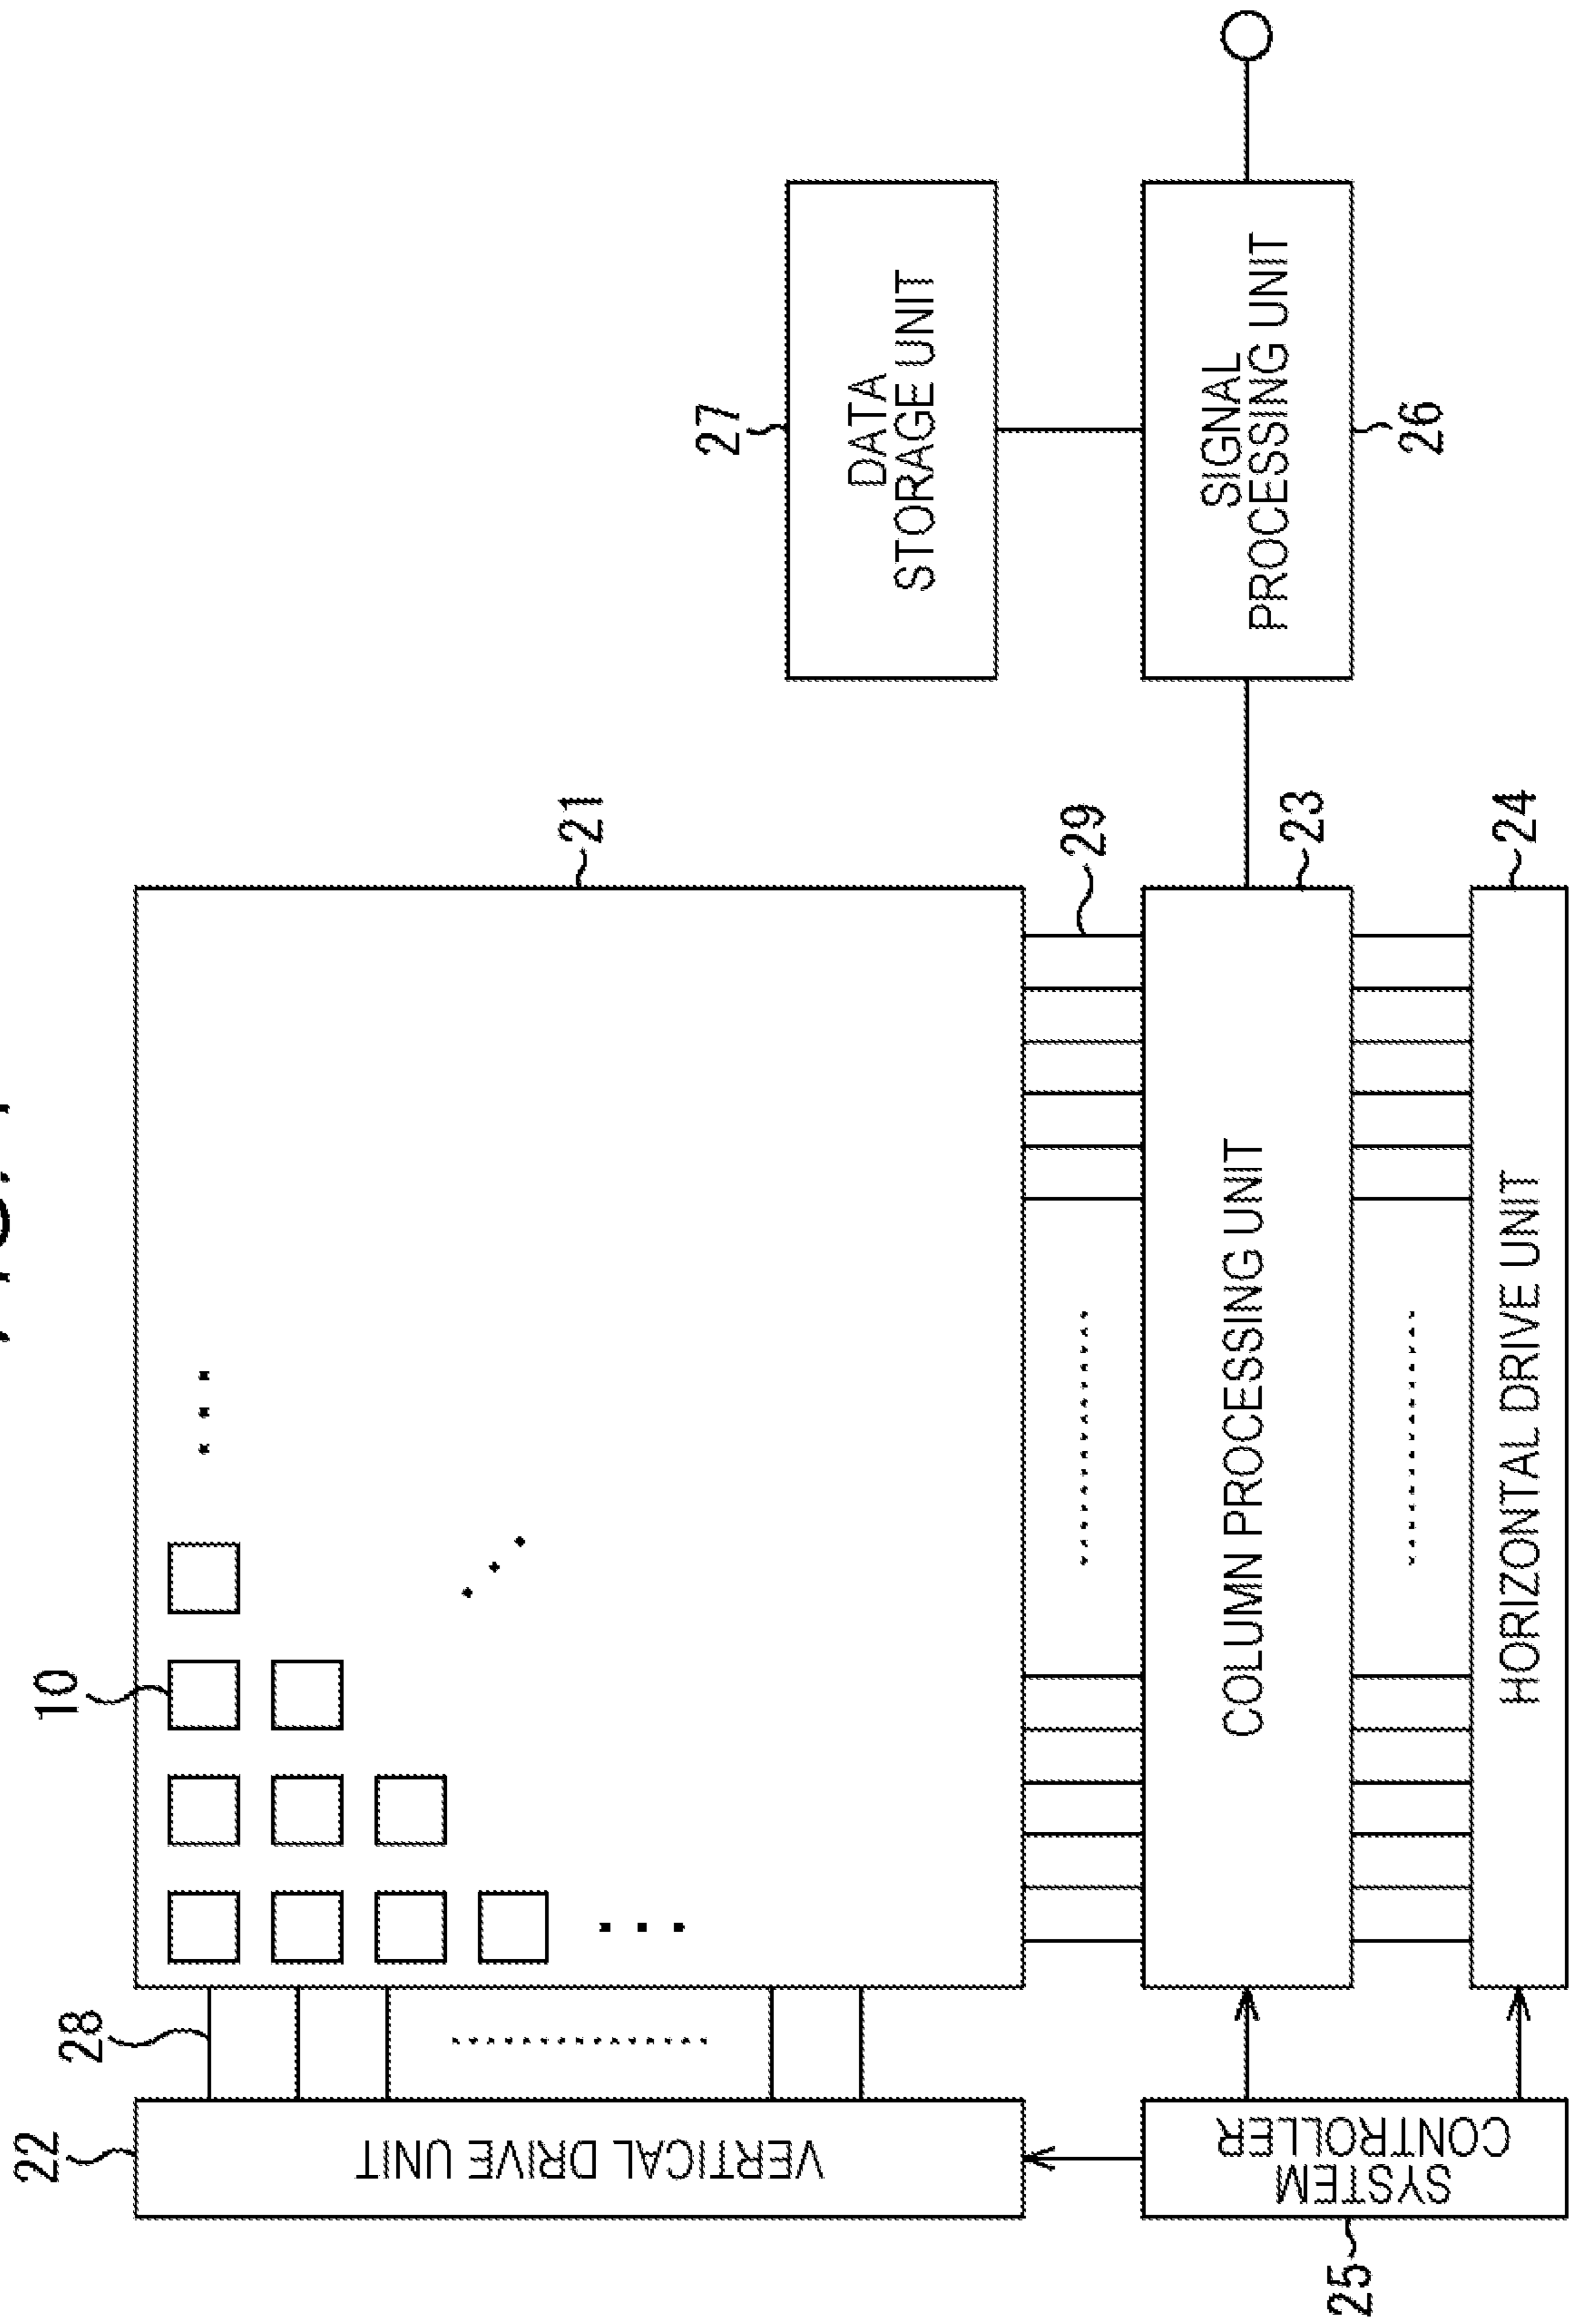 22
28
10
21
VERTICAL DRIVE UNIT
27
DATA
STORAGE UNIT
29
25
SYSTEM
CONTROLLER
COLUMN PROCESSING UNIT
23
SIGNAL
PROCESSING UNIT
26
HORIZONTAL DRIVE UNIT
24